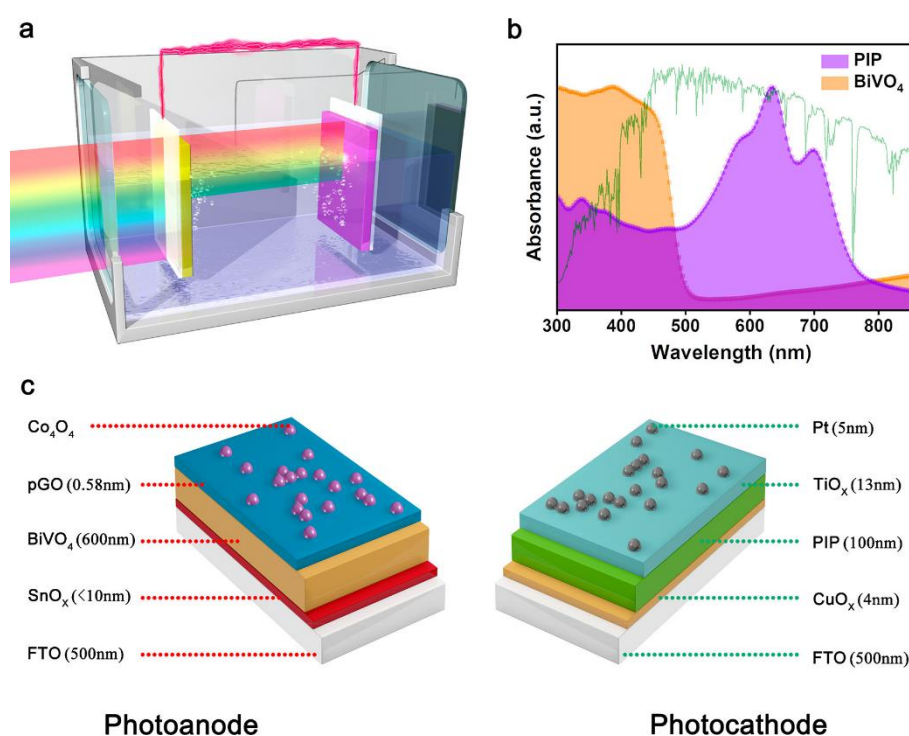 a
b
PIP
BiVO₄
Absorbance (a.u.)
300 400 500 600 700 800
Wavelength (nm)
c
Co₄O₄
pGO (0.58nm)
BiVO₄ (600nm)
SnOₓ (<10nm)
FTO (500nm)
Pt (5nm)
TiOₓ (13nm)
PIP (100nm)
CuOₓ (4nm)
FTO (500nm)
Photoanode
Photocathode